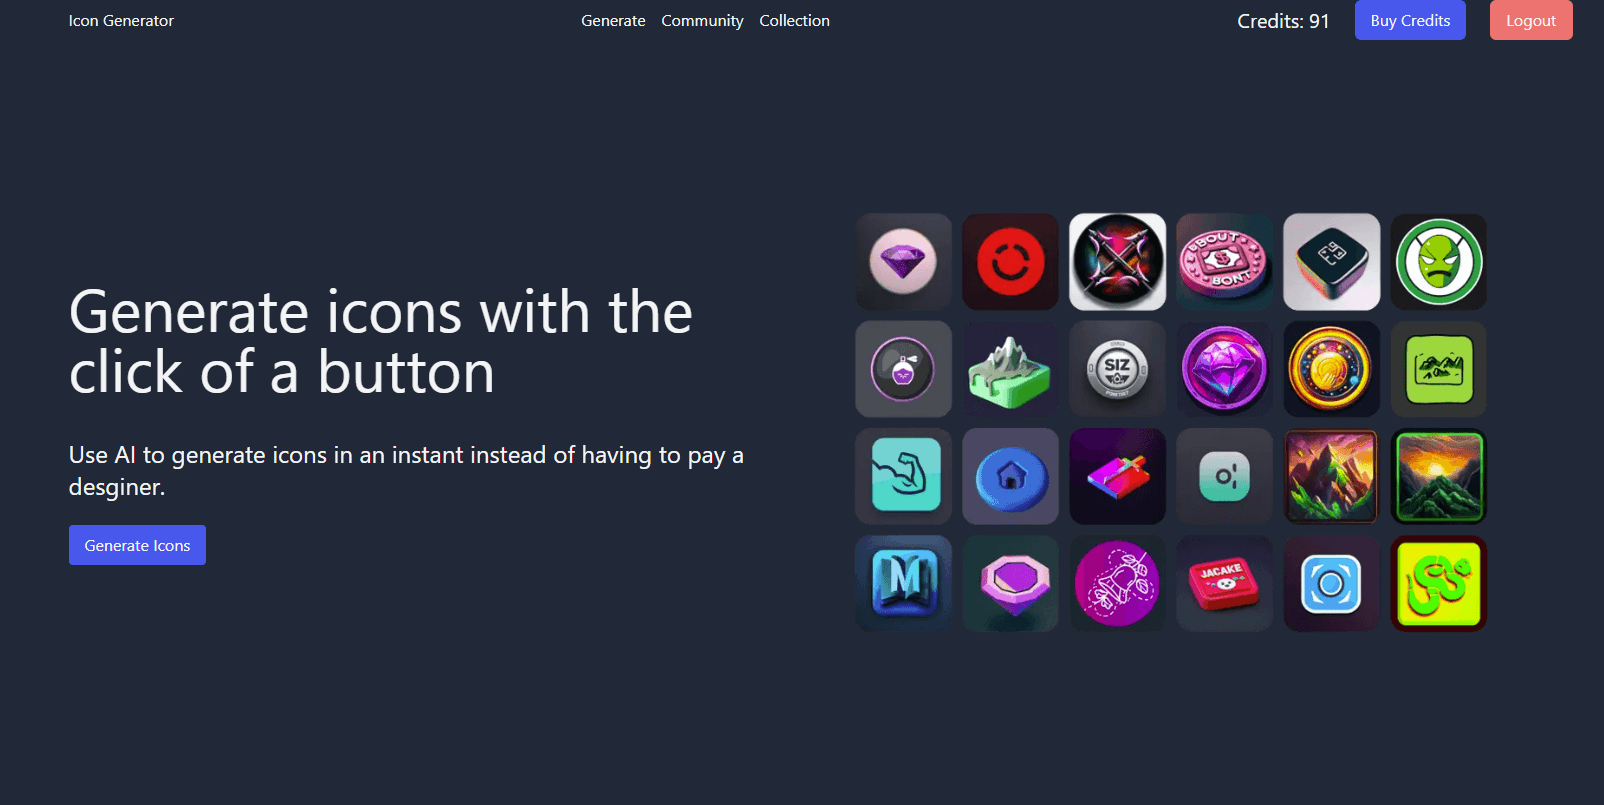 Icon Generator
Generate
Community
Collection
Credits: 91
Buy Credits
Logout
Generate icons with the
click of a button
Use AI to generate icons in an instant instead of having to pay a
desginer.
Generate Icons
BBOUT
$
BONT
SIZ
M
JACAKE